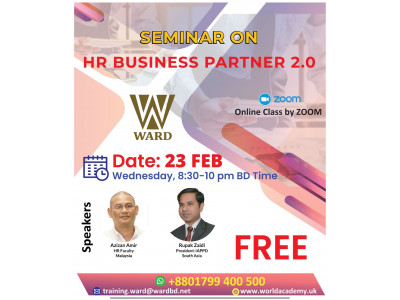 SEMINAR ON
HR BUSINESS PARTNER 2.0
zoom
Online Class by ZOOM
W
WARD
Date: 23 FEB
Wednesday, 8:30-10 pm BD Time
Speakers
Azizan Amir
HR Faculty
Malaysia
Rupak Zaidi
President-IAPPD
South Asia
FREE
+8801799 400 500
training.ward@wardbd.net
www.worldacademy.uk